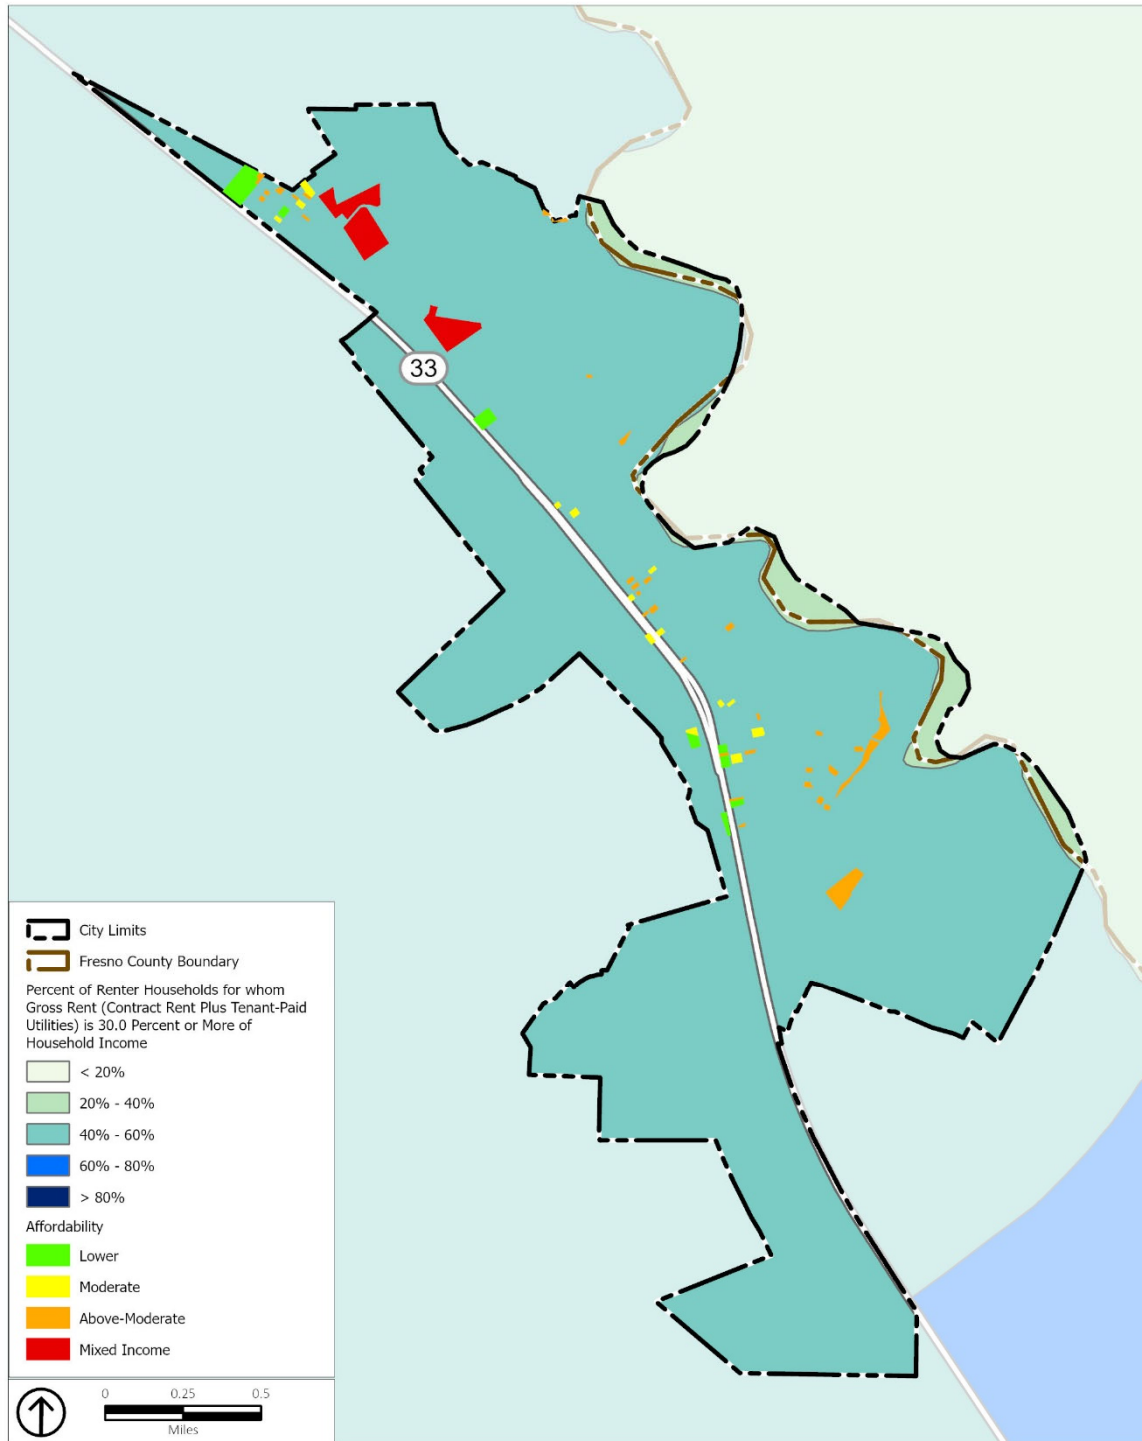 33
City Limits
Fresno County Boundary
Percent of Renter Households for whom
Gross Rent (Contract Rent Plus Tenant-Paid
Utilities) is 30.0 Percent or More of
Household Income
< 20%
20% - 40%
40% - 60%
60% - 80%
> 80%
Affordability
Lower
Moderate
Above-Moderate
Mixed Income
0 0.25 0.5
Miles